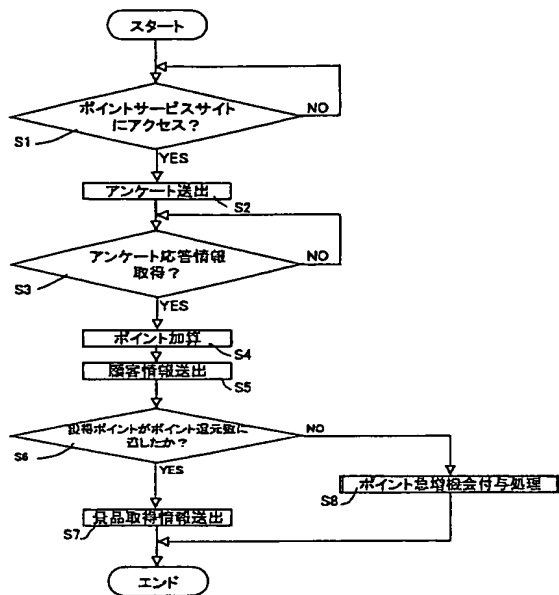 スタート
ポイントサービスサイト
にアクセス?
NO
S1
YES
アンケート送出
S2
アンケート応答情報
取得?
NO
S3
YES
ポイント加算
S4
顧客情報送出
S5
取得ポイントがポイント還元数に
達したか?
NO
S6
YES
ポイント急増機会付与処理
S8
景品取得情報送出
S7
エンド